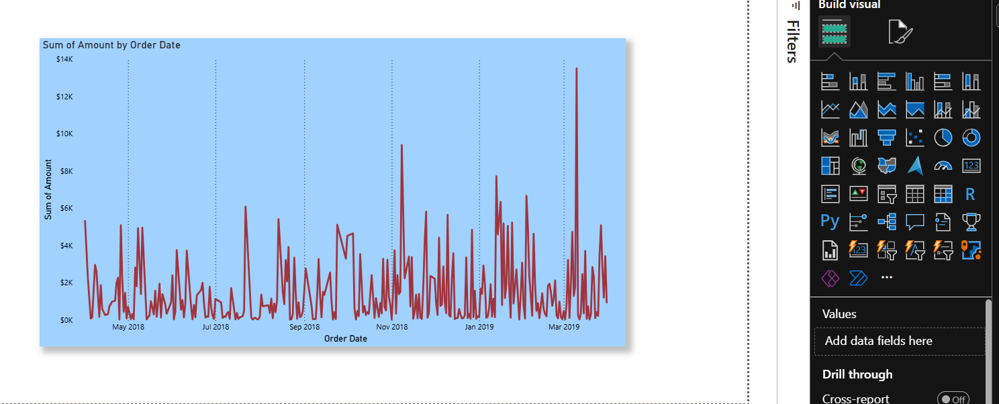 Sum of Amount by Order Date
$14K
$12K
$10K
$8K
$6K
$4K
$2K
$0K
Sum of Amount
May 2018
Jul 2018
Sep 2018
Nov 2018
Jan 2019
Mar 2019
Order Date
Filters
Build visual
123
R
Py
123
Values
Add data fields here
Drill through
Cross-report
Off